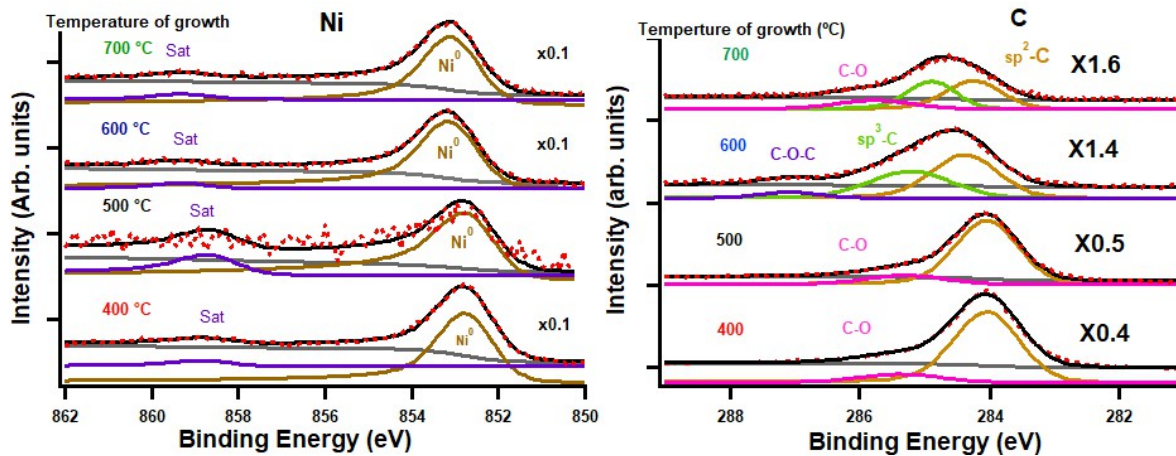 Temperature of growth
Ni
700 °C
Sat
Ni⁰
x0.1
600 °C
Sat
Ni⁰
x0.1
500 °C
Sat
Ni⁰
400 °C
Sat
Ni⁰
x0.1
Intensity (Arb. units)
862 860 858 856 854 852 850
Binding Energy (eV)
C
Temperture of growth (ºC)
700
C-O
sp²-C
X1.6
600
C-O-C
sp³-C
X1.4
500
C-O
X0.5
400
C-O
X0.4
Intensity (arb. units)
288 286 284 282
Binding Energy (eV)